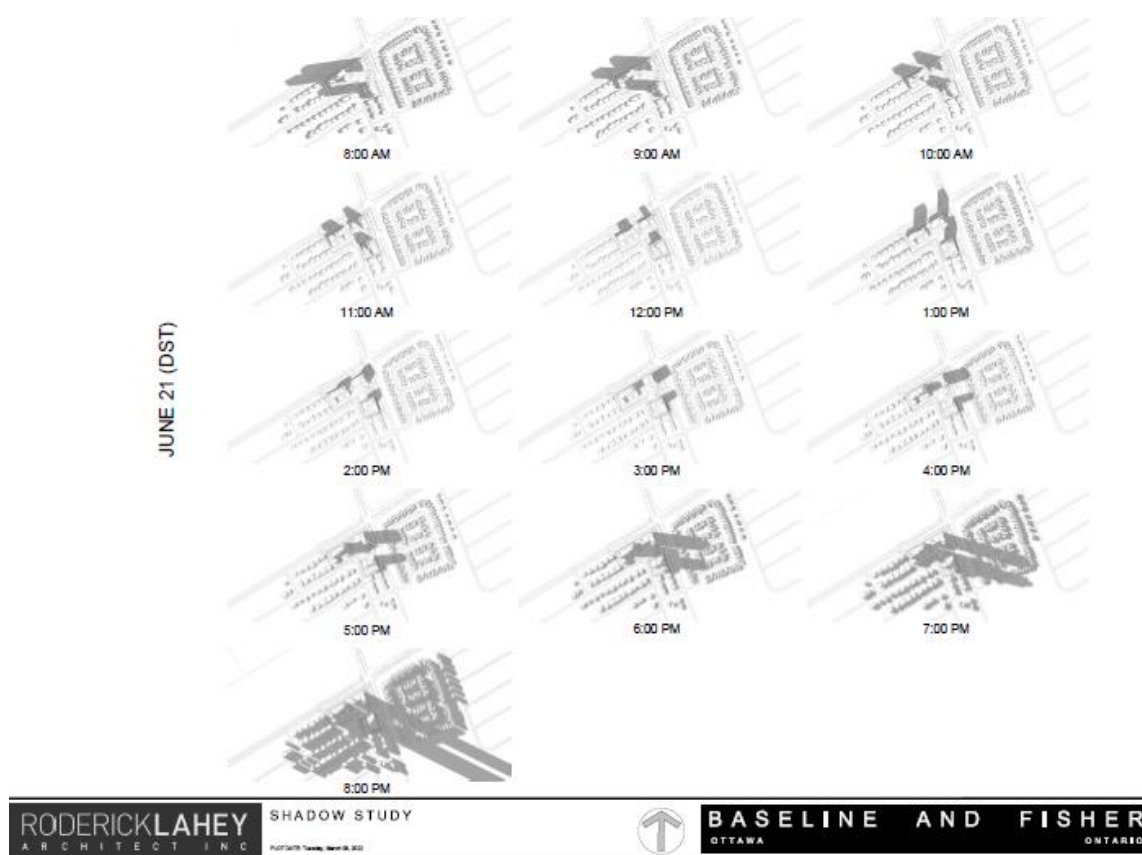 8:00 AM
9:00 AM
10:00 AM
11:00 AM
12:00 PM
1:00 PM
JUNE 21 (DST)
2:00 PM
3:00 PM
4:00 PM
5:00 PM
6:00 PM
7:00 PM
8:00 PM
RODERICKLAHEY
ARCHITECT INC
SHADOW STUDY
BASELINE AND FISHER
OTTAWA
ONTARIO